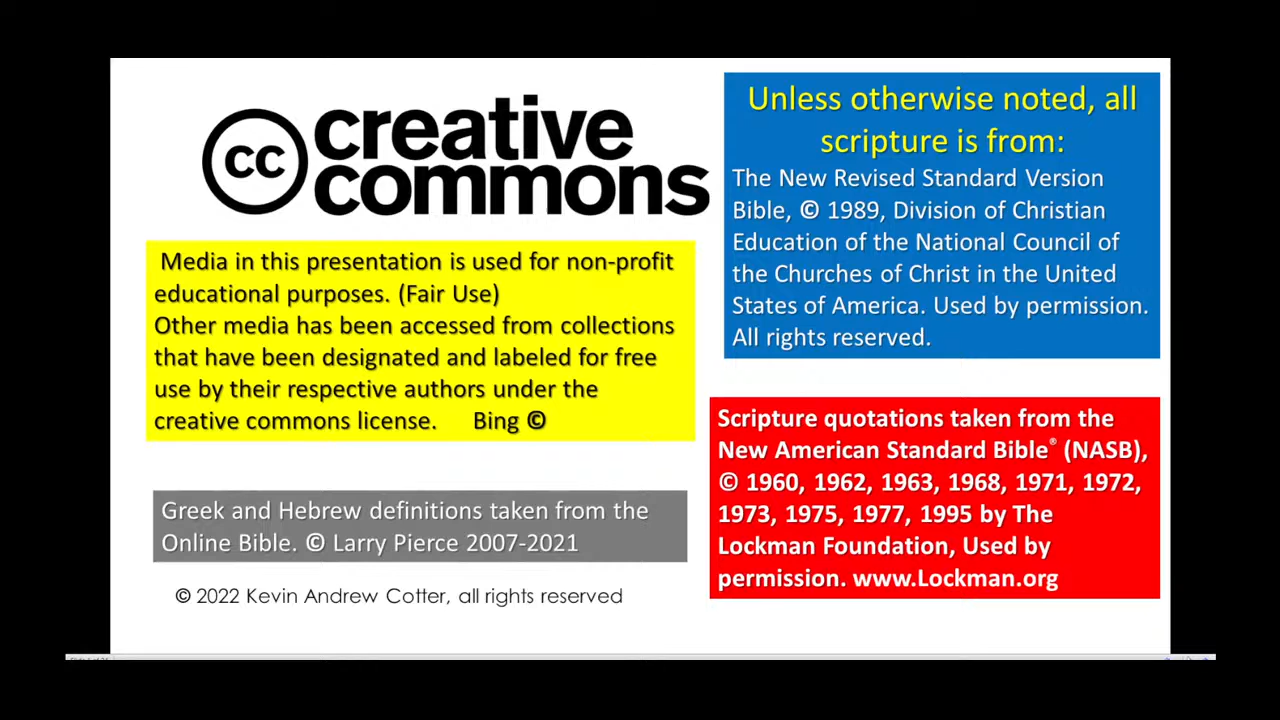 cc creative
commons
Media in this presentation is used for non-profit
educational purposes. (Fair Use)
Other media has been accessed from collections
that have been designated and labeled for free
use by their respective authors under the
creative commons license. Bing ©
Greek and Hebrew definitions taken from the
Online Bible. © Larry Pierce 2007-2021
© 2022 Kevin Andrew Cotter, all rights reserved
Unless otherwise noted, all
scripture is from:
The New Revised Standard Version
Bible, © 1989, Division of Christian
Education of the National Council of
the Churches of Christ in the United
States of America. Used by permission.
All rights reserved.
Scripture quotations taken from the
New American Standard Bible® (NASB),
© 1960, 1962, 1963, 1968, 1971, 1972,
1973, 1975, 1977, 1995 by The
Lockman Foundation, Used by
permission. www.Lockman.org